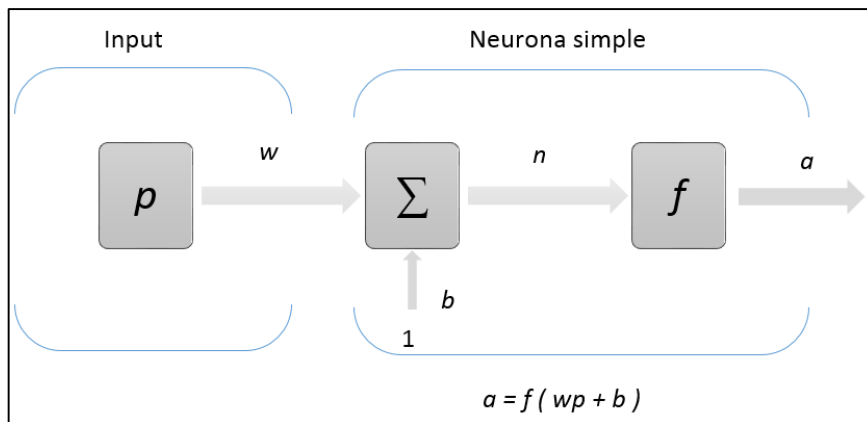 Input
Neurona simple
w
n
a
p
∑
f
b
1
a = f ( wp + b )